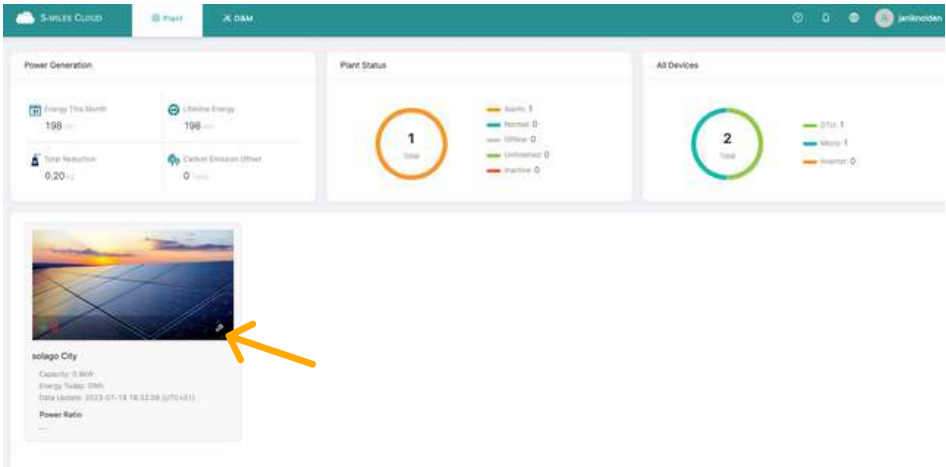 S-MILES CLOUD
Plant
O&M
janiknolden
Power Generation
Energy This Month
198
Lifetime Energy
198
Total Reduction
0.20 KG
Carbon Emission Offset
0
Plant Status
1
Total
Alarm: 1
Normal: 0
Offline: 0
Unfinished: 0
Inactive: 0
All Devices
2
Total
DTU: 1
Micro: 1
Inverter: 0
solago City
Capacity: 0.8kW
Energy Today: 0Wh
Data Update: 2023-01-18 18:02:08 (UTC+01)
Power Ratio